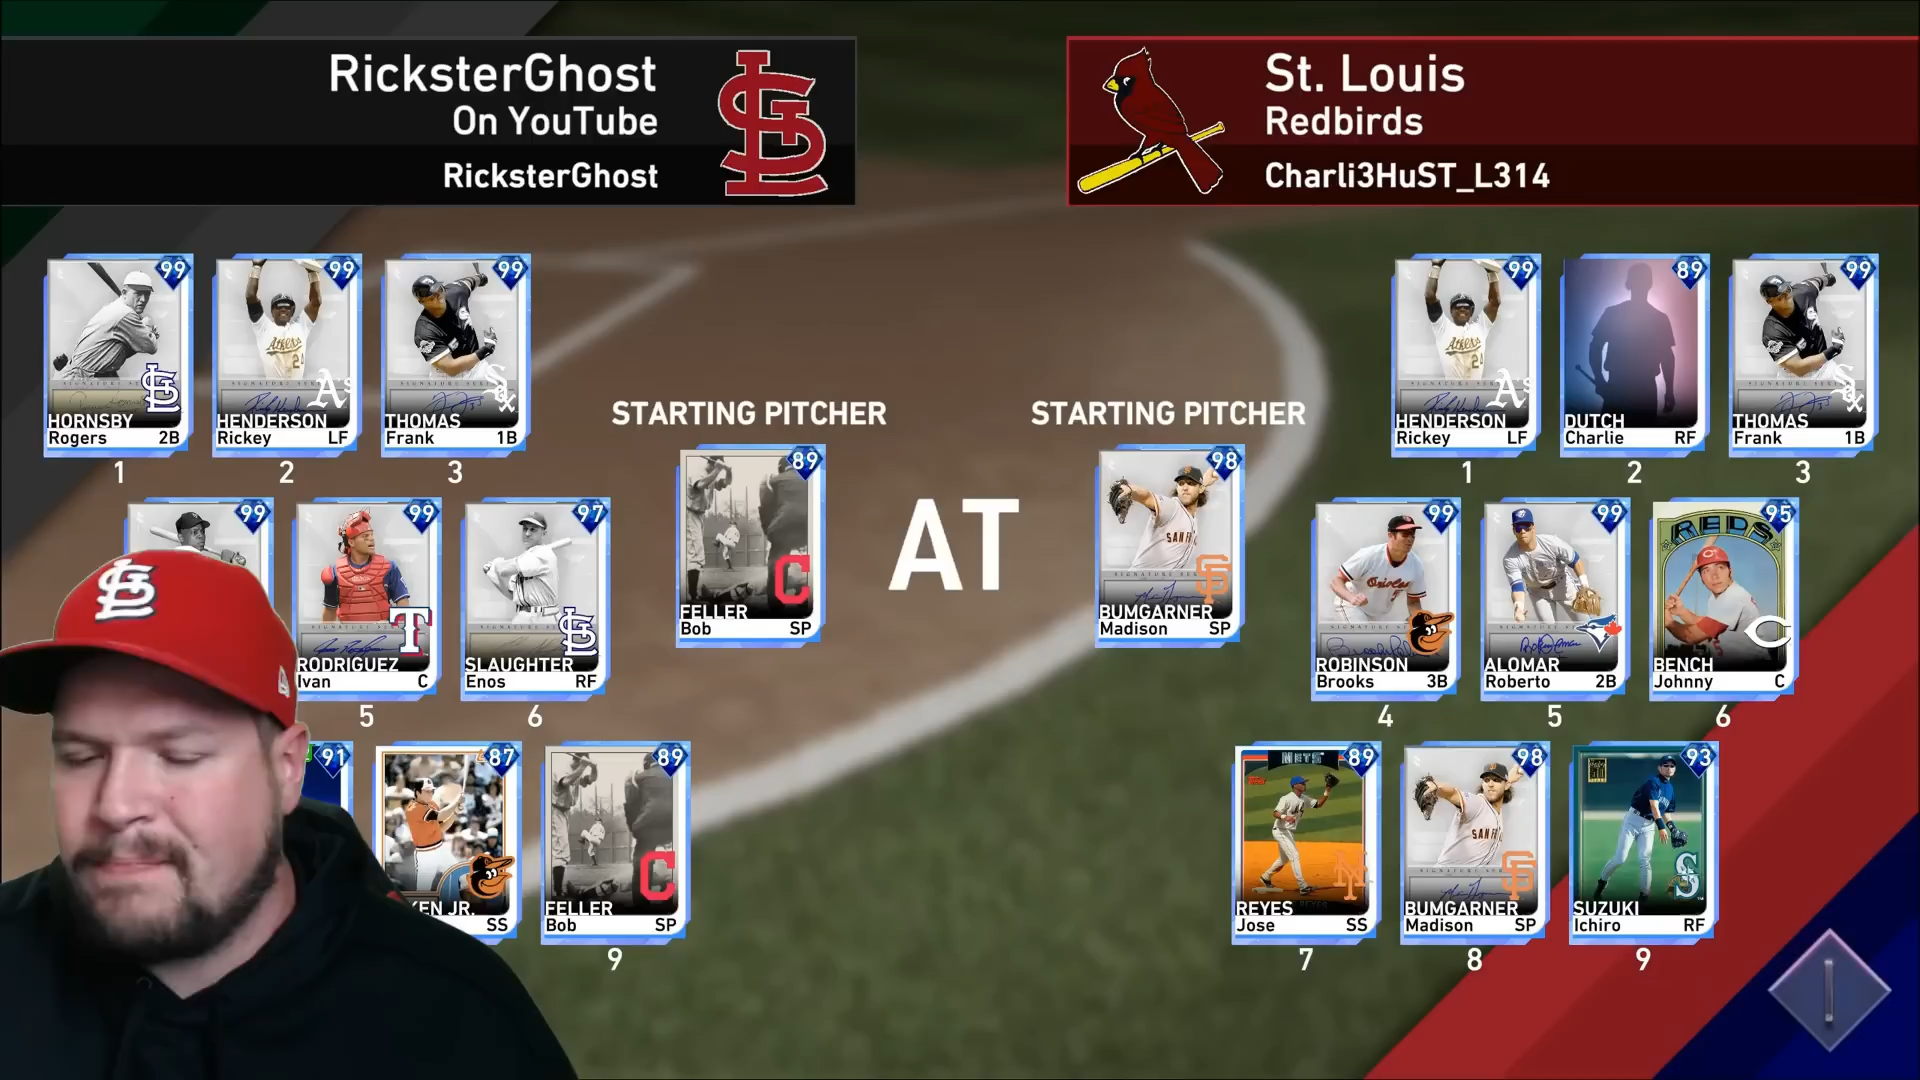 RicksterGhost
On YouTube
RicksterGhost
St. Louis
Redbirds
Charli3HuST_L314
99
HORNSBY
Rogers 2B
1
99
HENDERSON
Rickey LF
2
99
THOMAS
Frank 1B
3
99
99
RODRIGUEZ
Ivan C
5
97
SLAUGHTER
Enos RF
6
91
87
KEN JR.
SS
89
FELLER
Bob SP
9
STARTING PITCHER
89
FELLER
Bob SP
AT
STARTING PITCHER
98
BUMGARNER
Madison SP
99
HENDERSON
Rickey LF
1
89
DUTCH
Charlie RF
2
99
THOMAS
Frank 1B
3
99
ROBINSON
Brooks 3B
4
99
ALOMAR
Roberto 2B
5
95
REDS
BENCH
Johnny C
6
89
METS
REYES
Jose SS
7
98
BUMGARNER
Madison SP
8
93
SUZUKI
Ichiro RF
9